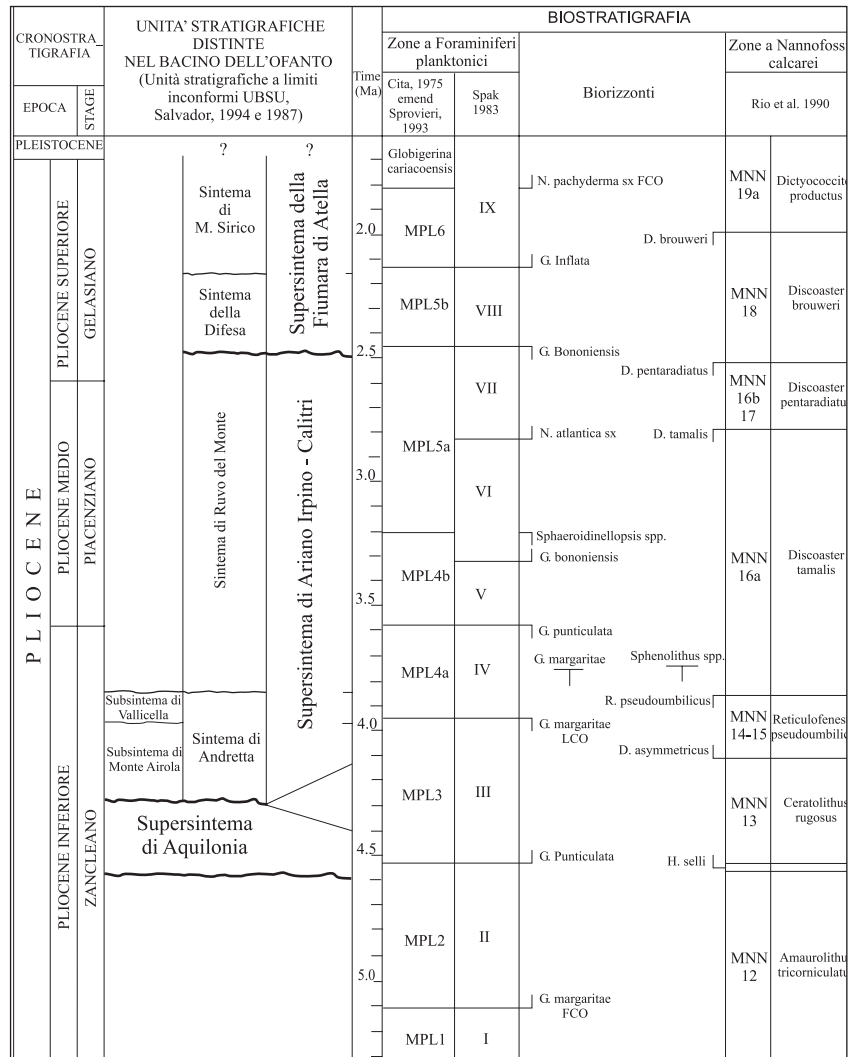 BIOSTRATIGRAFIA
CRONOSTRA
TIGRAFIA
UNITA' STRATIGRAFICHE
DISTINTE
NEL BACINO DELL'OFANTO
(Unità stratigrafiche a limiti
inconformi UBSU,
Salvador, 1994 e 1987)
Time
(Ma)
Zone a Foraminiferi
planktonici
Zone a Nannofoss
calcarei
EPOCA
STAGE
Cita, 1975
emend
Sprovieri,
1993
Spak
1983
Biorizzonti
Rio et al. 1990
PLEISTOCENE
PLIOCENE
PLIOCENE SUPERIORE
GELASIANO
PLIOCENE MEDIO
PIACENZIANO
PLIOCENE INFERIORE
ZANCLEANO
?
?
Sintema
di
M. Sirico
Sintema
della
Difesa
Supersintema della
Fiumara di Atella
Sintema di Ruvo del Monte
Supersintema di Ariano Irpino - Calitri
Subsintema di
Vallicella
Subsintema di
Monte Airola
Sintema di
Andretta
Supersintema
di Aquilonia
2.0
2.5
3.0
3.5
4.0
4.5
5.0
Globigerina
cariacoensis
MPL6
MPL5b
MPL5a
MPL4b
MPL4a
MPL3
MPL2
MPL1
IX
VIII
VII
VI
V
IV
III
II
I
N. pachyderma sx FCO
D. brouweri
G. Inflata
G. Bononiensis
D. pentaradiatus
N. atlantica sx
D. tamalis
Sphaeroidinellopsis spp.
G. bononiensis
G. punticulata
G. margaritae
Sphenolithus spp.
R. pseudoumbilicus
G. margaritae
LCO
D. asymmetricus
G. Punticulata
H. selli
G. margaritae
FCO
MNN
19a
Dictyococcite
productus
MNN
18
Discoaster
brouweri
MNN
16b
17
Discoaster
pentaradiatu
MNN
16a
Discoaster
tamalis
MNN
14-15
Reticulofenes
pseudoumbilic
MNN
13
Ceratolithus
rugosus
MNN
12
Amaurolithu
tricorniculatu